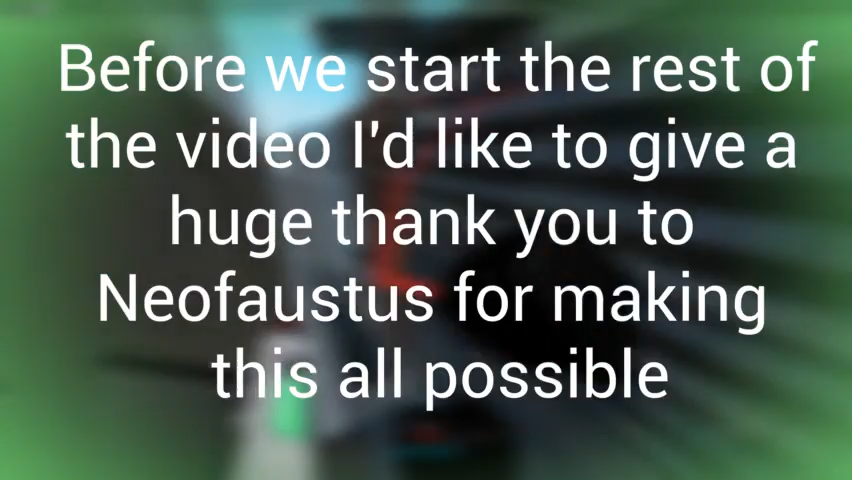 Before we start the rest of
the video I'd like to give a
huge thank you to
Neofaustus for making
this all possible